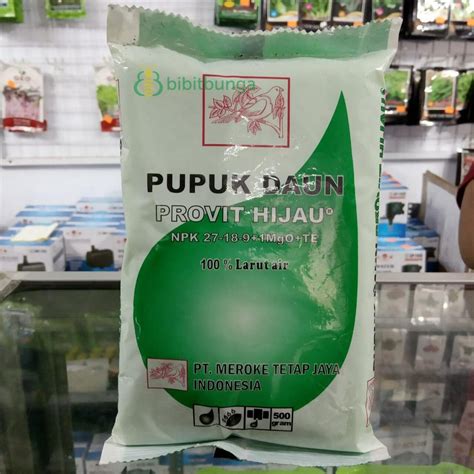 bibitbunga
PUPUK DAUN
PROVIT-HIJAU®
NPK 27-18-9+1MgO+TE
100% Larut air
PT. MEROKE TETAP JAYA
INDONESIA
500
gram